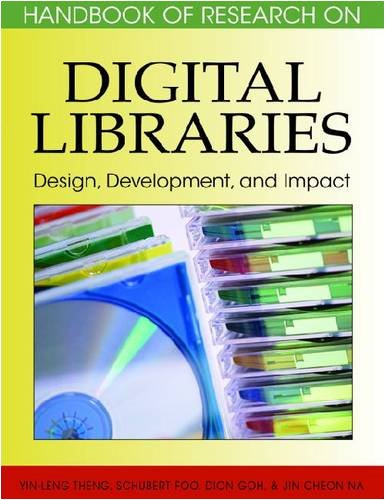 HANDBOOK OF RESEARCH ON
DIGITAL
LIBRARIES
Design, Development, and Impact
YIN-LENG THENG, SCHUBERT FOO, DION GOH, & JIN CHEON NA